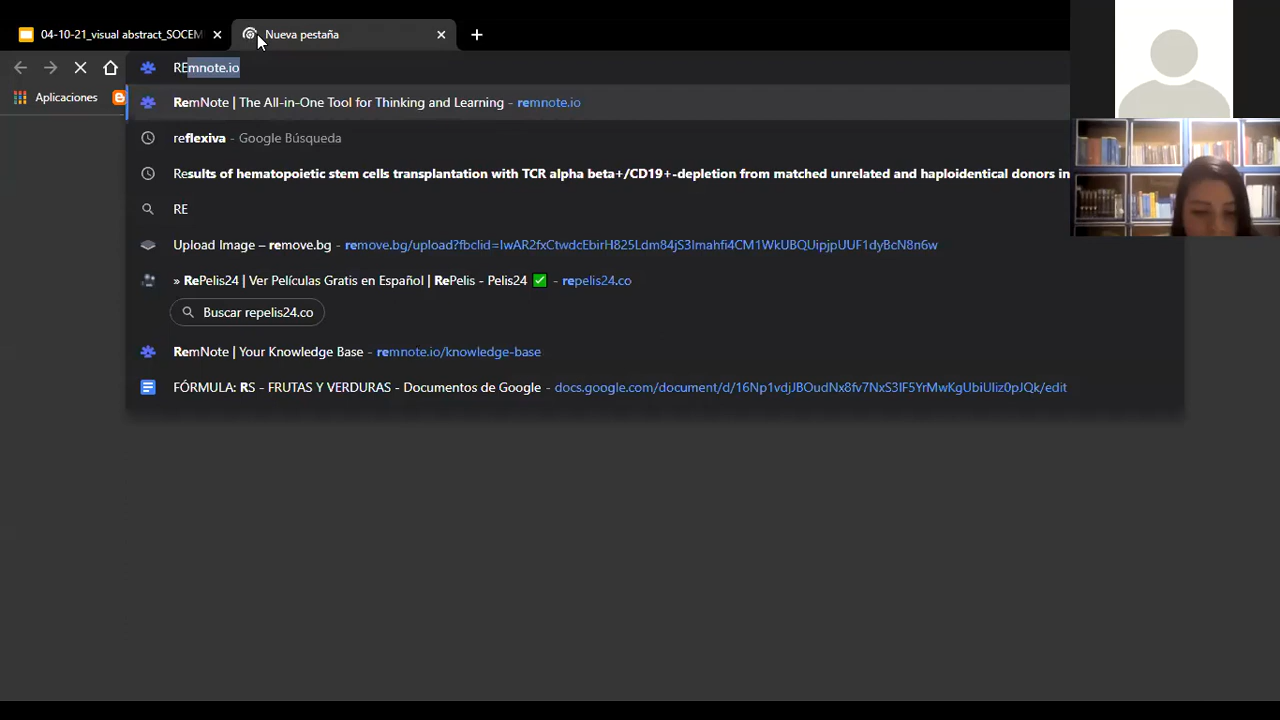 04-10-21_visual abstract_SOCEM
Nueva pestaña
REmnote.io
Aplicaciones
RemNote | The All-in-One Tool for Thinking and Learning - remnote.io
reflexiva - Google Búsqueda
Results of hematopoietic stem cells transplantation with TCR alpha beta+/CD19+-depletion from matched unrelated and haploidentical donors in
RE
Upload Image – remove.bg - remove.bg/upload?fbclid=IwAR2fxCtwdcEbirH825Ldm84jS3Imahfi4CM1WkUBQUipjpUUF1dyBcN8n6w
» RePelis24 | Ver Películas Gratis en Español | RePelis - Pelis24 ✅ - repelis24.co
Buscar repelis24.co
RemNote | Your Knowledge Base - remnote.io/knowledge-base
FÓRMULA: RS - FRUTAS Y VERDURAS - Documentos de Google - docs.google.com/document/d/16Np1vdjJBOudNx8fv7NxS3IF5YrMwKgUbiUIiz0pJQk/edit